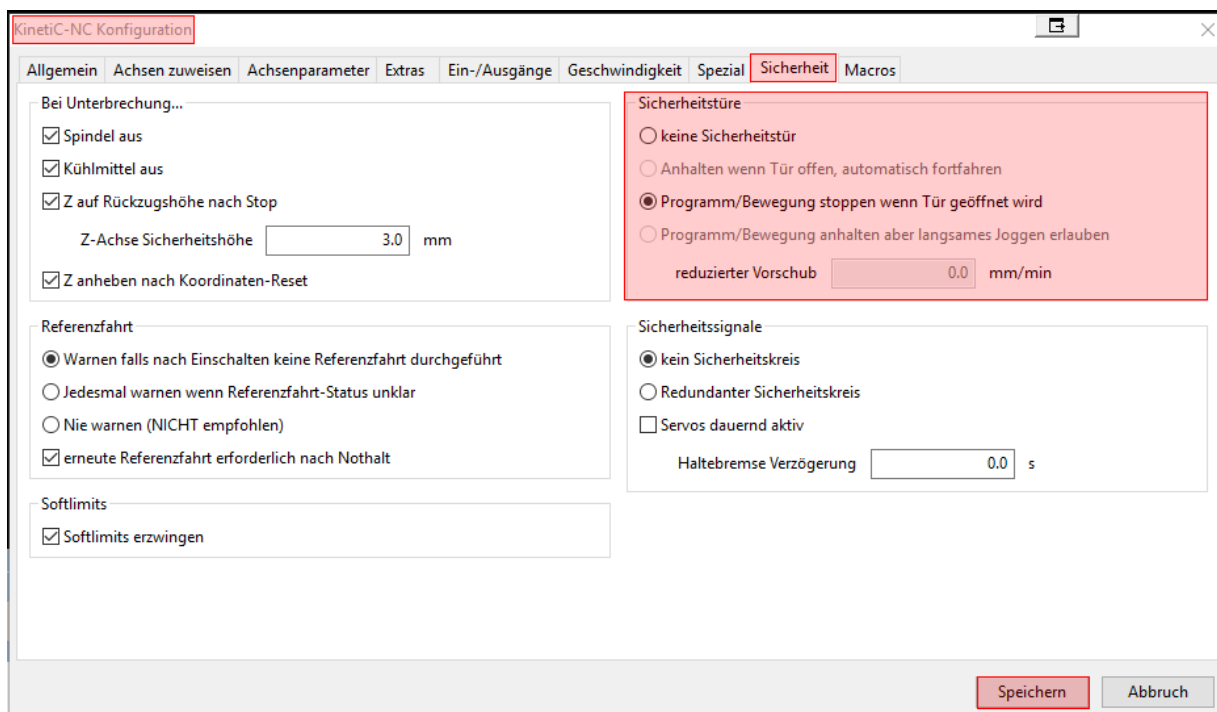 KinetiC-NC Konfiguration
Allgemein Achsen zuweisen Achsenparameter Extras Ein-/Ausgänge Geschwindigkeit Spezial Sicherheit Macros
Bei Unterbrechung...
Spindel aus
Kühlmittel aus
Z auf Rückzugshöhe nach Stop
Z-Achse Sicherheitshöhe 3.0 mm
Z anheben nach Koordinaten-Reset
Referenzfahrt
Warnen falls nach Einschalten keine Referenzfahrt durchgeführt
Jedesmal warnen wenn Referenzfahrt-Status unklar
Nie warnen (NICHT empfohlen)
erneute Referenzfahrt erforderlich nach Nothalt
Softlimits
Softlimits erzwingen
Sicherheitstüre
keine Sicherheitstür
Anhalten wenn Tür offen, automatisch fortfahren
Programm/Bewegung stoppen wenn Tür geöffnet wird
Programm/Bewegung anhalten aber langsames Joggen erlauben
reduzierter Vorschub 0.0 mm/min
Sicherheitssignale
kein Sicherheitskreis
Redundanter Sicherheitskreis
Servos dauernd aktiv
Haltebremse Verzögerung 0.0 s
Speichern Abbruch